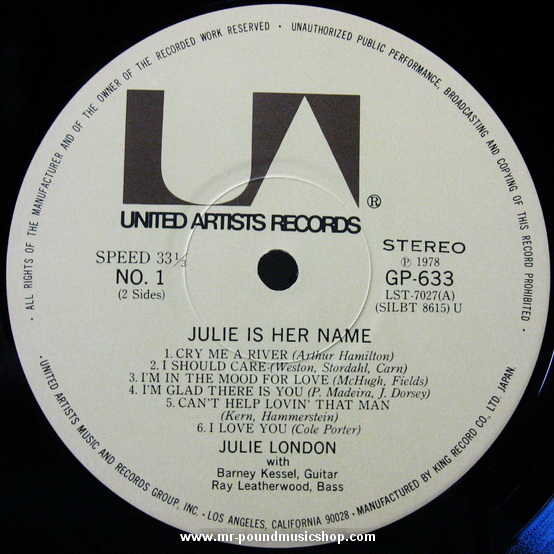 · ALL RIGHTS OF THE MANUFACTURER AND OF THE OWNER OF THE RECORDED WORK RESERVED · UNAUTHORIZED PUBLIC PERFORMANCE, BROADCASTING AND COPYING OF THIS RECORD PROHIBITED ·
UA ®
UNITED ARTISTS RECORDS
SPEED 33⅓
NO. 1
(2 Sides)
STEREO
Ⓟ 1978
GP-633
LST-7027(A)
(SILBT 8615) U
JULIE IS HER NAME
1. CRY ME A RIVER (Arthur Hamilton)
2. I SHOULD CARE (Weston, Stordahl, Carn)
3. I'M IN THE MOOD FOR LOVE (McHugh, Fields)
4. I'M GLAD THERE IS YOU (P. Madeira, J. Dorsey)
5. CAN'T HELP LOVIN' THAT MAN
(Kern, Hammerstein)
6. I LOVE YOU (Cole Porter)
JULIE LONDON
with
Barney Kessel, Guitar
Ray Leatherwood, Bass
· UNITED ARTISTS MUSIC AND RECORDS GROUP, INC. · LOS ANGELES, CALIFORNIA 90028 · MANUFACTURED BY KING RECORD CO., LTD. JAPAN.
www.mr-poundmusicshop.com